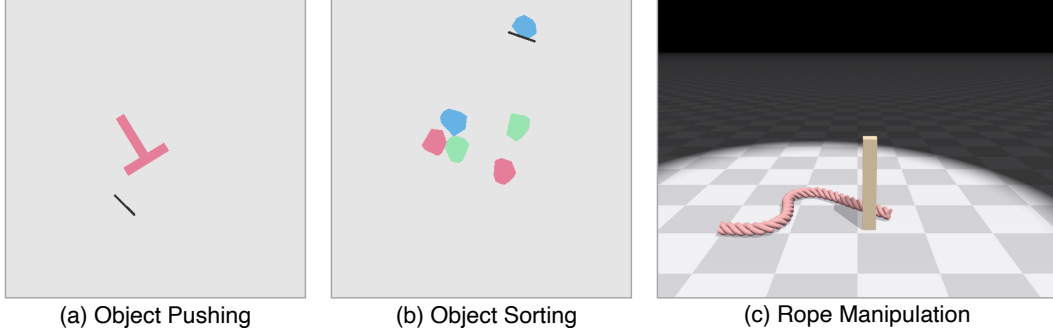 (a) Object Pushing
(b) Object Sorting
(c) Rope Manipulation